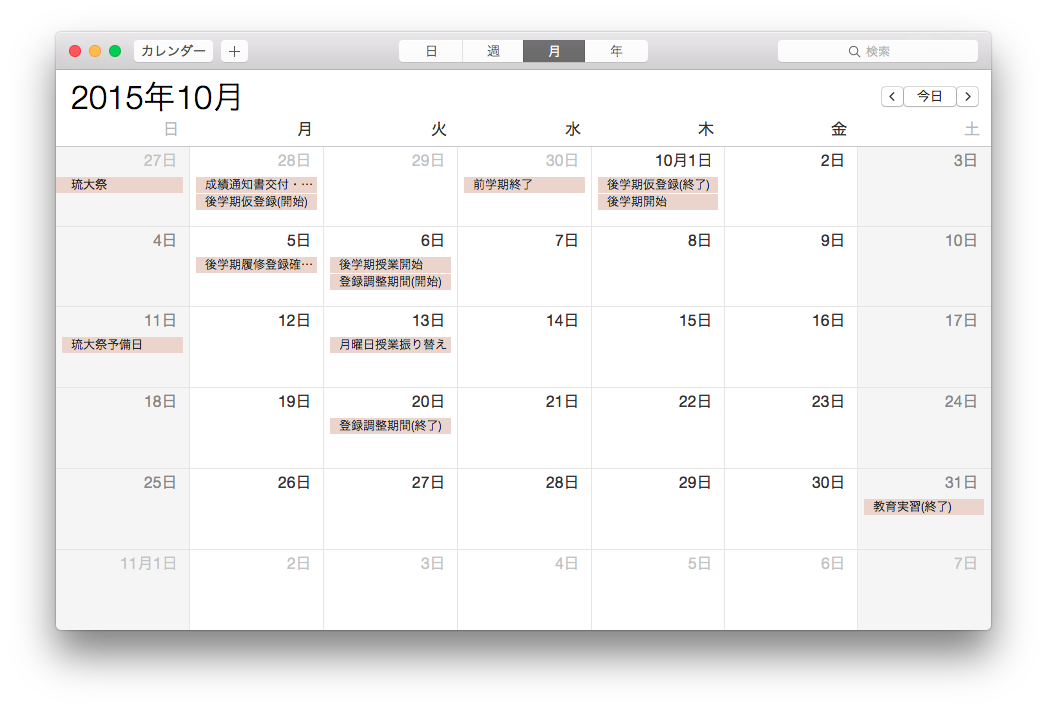 カレンダー ＋ 日 週 月 年 検索
2015年10月 < 今日 >
日 月 火 水 木 金 土
27日 28日 29日 30日 10月1日 2日 3日
琉大祭 成績通知書交付・… 前学期終了 後学期仮登録(終了)
後学期仮登録(開始) 後学期開始
4日 5日 6日 7日 8日 9日 10日
後学期履修登録確… 後学期授業開始
登録調整期間(開始)
11日 12日 13日 14日 15日 16日 17日
琉大祭予備日 月曜日授業振り替え
18日 19日 20日 21日 22日 23日 24日
登録調整期間(終了)
25日 26日 27日 28日 29日 30日 31日
教育実習(終了)
11月1日 2日 3日 4日 5日 6日 7日